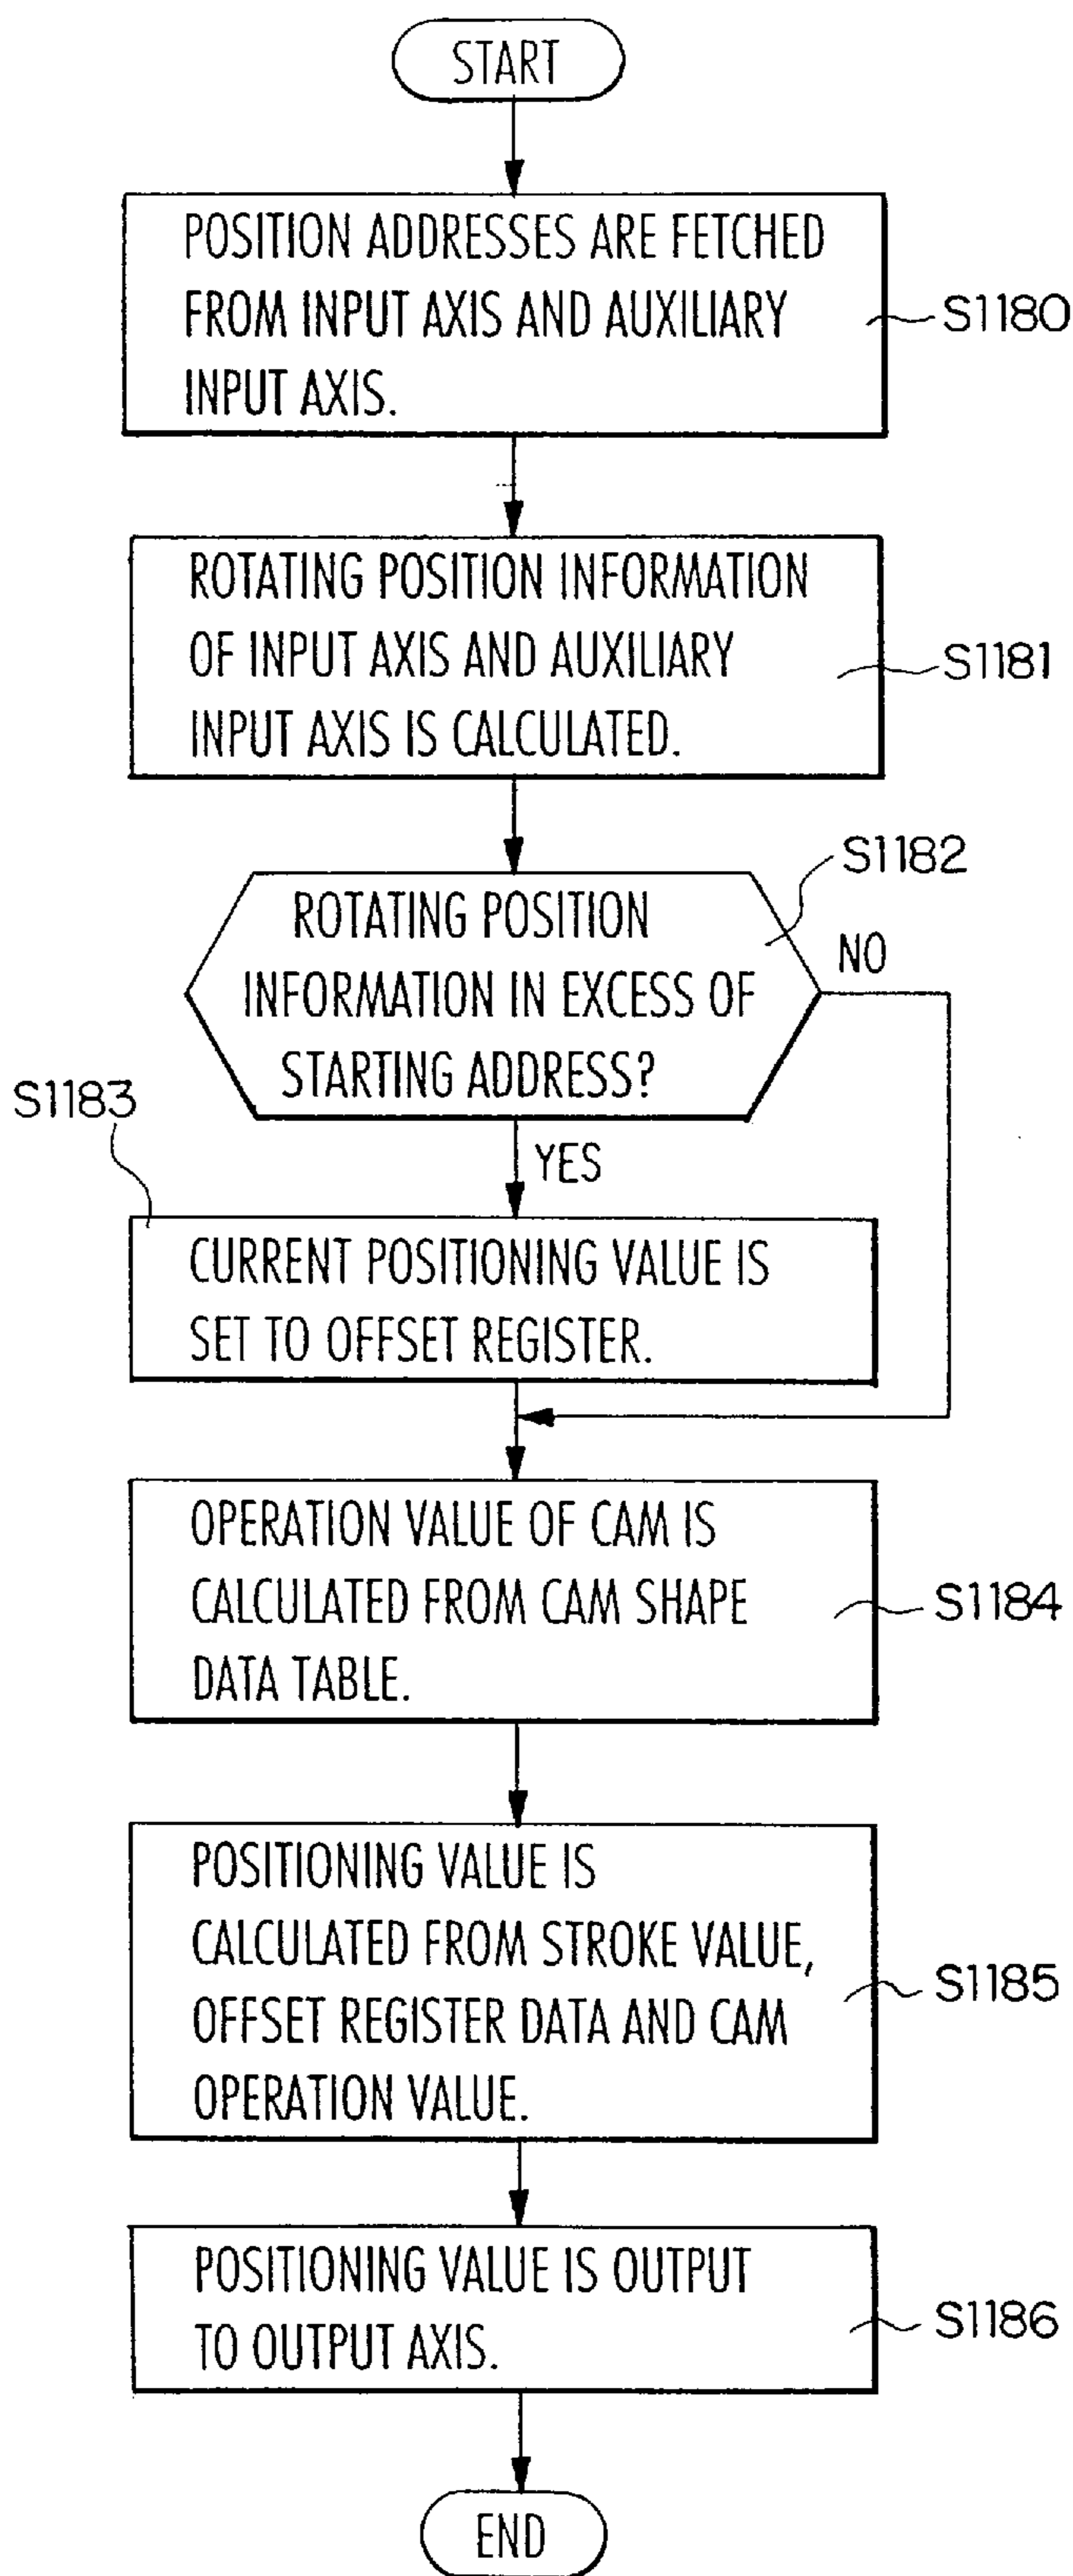 START
POSITION ADDRESSES ARE FETCHED
FROM INPUT AXIS AND AUXILIARY
INPUT AXIS.
S1180
ROTATING POSITION INFORMATION
OF INPUT AXIS AND AUXILIARY
INPUT AXIS IS CALCULATED.
S1181
S1182
ROTATING POSITION
INFORMATION IN EXCESS OF
STARTING ADDRESS?
NO
YES
S1183
CURRENT POSITIONING VALUE IS
SET TO OFFSET REGISTER.
OPERATION VALUE OF CAM IS
CALCULATED FROM CAM SHAPE
DATA TABLE.
S1184
POSITIONING VALUE IS
CALCULATED FROM STROKE VALUE,
OFFSET REGISTER DATA AND CAM
OPERATION VALUE.
S1185
POSITIONING VALUE IS OUTPUT
TO OUTPUT AXIS.
S1186
END